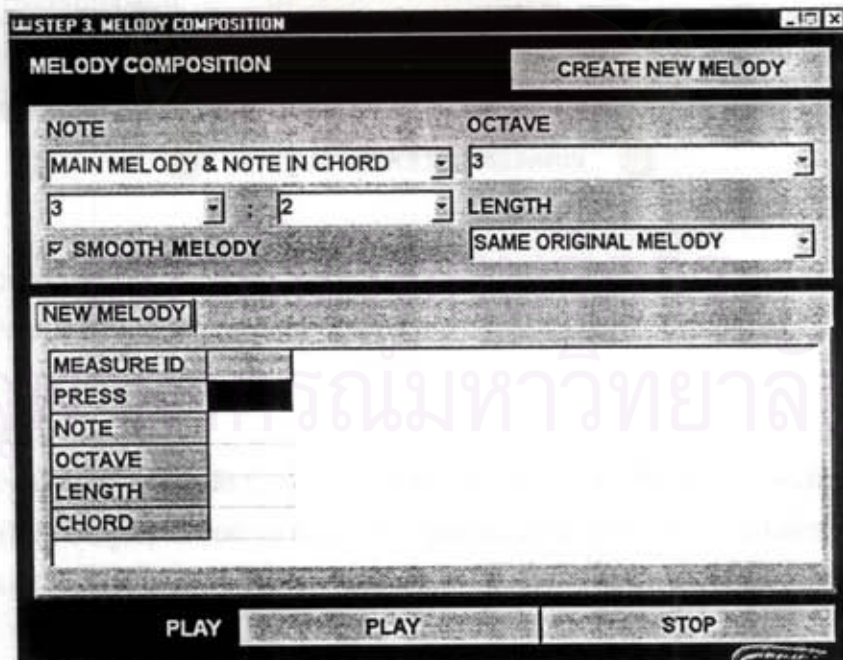 STEP 3. MELODY COMPOSITION
MELODY COMPOSITION
CREATE NEW MELODY
NOTE
OCTAVE
MAIN MELODY & NOTE IN CHORD
3
3 : 2
LENGTH
SMOOTH MELODY
SAME ORIGINAL MELODY
NEW MELODY
MEASURE ID
PRESS
NOTE
OCTAVE
LENGTH
CHORD
PLAY
PLAY
STOP